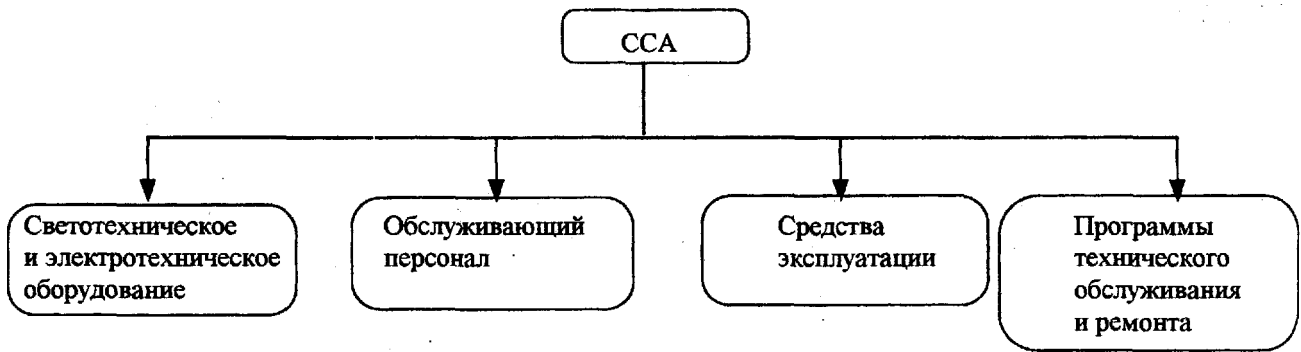 ССА
Светотехническое
и электротехническое
оборудование
Обслуживающий
персонал
Средства
эксплуатации
Программы
технического
обслуживания
и ремонта